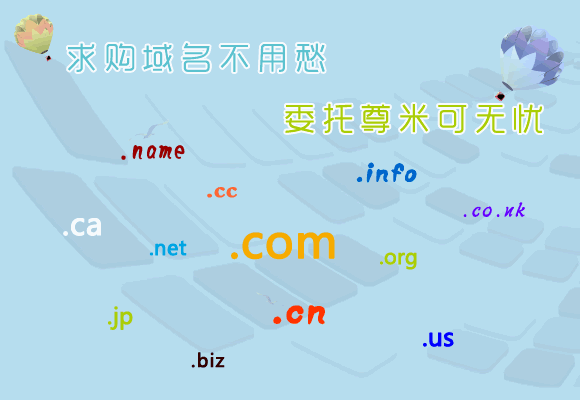 求购域名不用愁
委托尊米可无忧
.name
.info
.cc
.co.nk
.ca
.net
.com
.org
.cn
.jp
.us
.biz